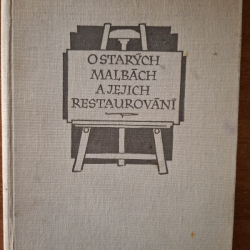 O STARÝCH
MALBÁCH
A JEJICH
RESTAUROVÁNÍ